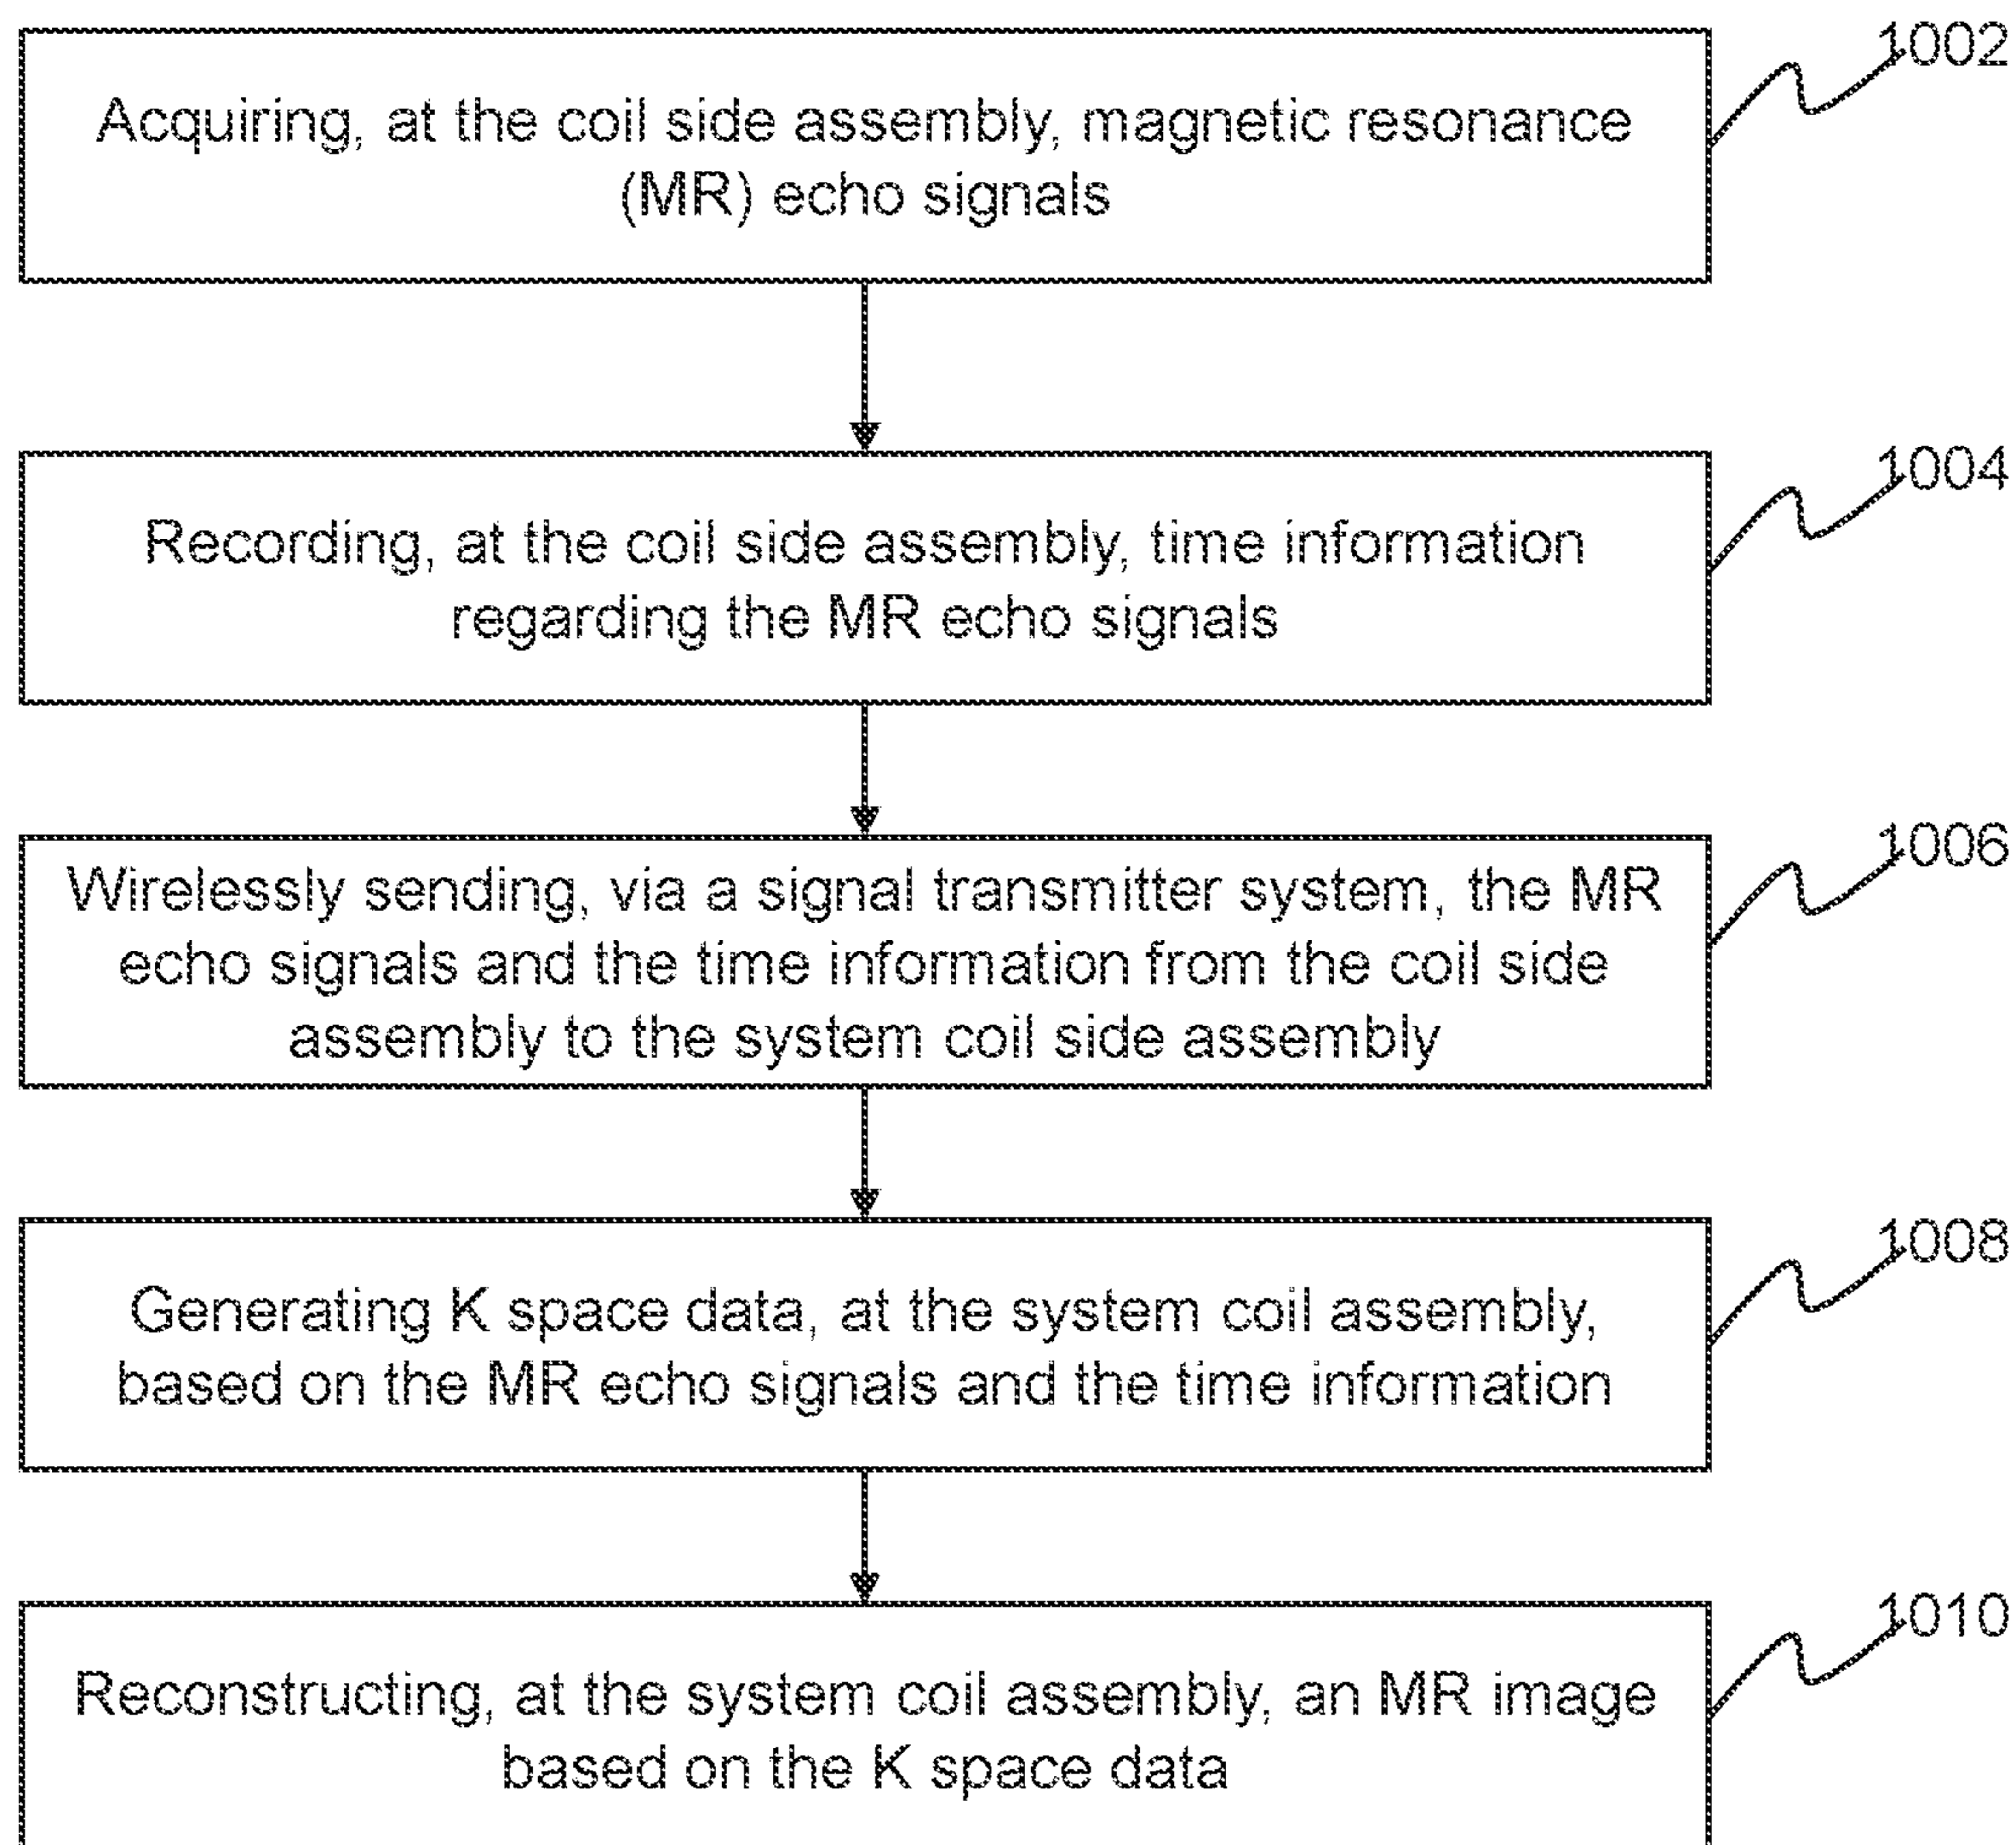 1002
Acquiring, at the coil side assembly, magnetic resonance
(MR) echo signals
1004
Recording, at the coil side assembly, time information
regarding the MR echo signals
1006
Wirelessly sending, via a signal transmitter system, the MR
echo signals and the time information from the coil side
assembly to the system coil side assembly
1008
Generating K space data, at the system coil assembly,
based on the MR echo signals and the time information
1010
Reconstructing, at the system coil assembly, an MR image
based on the K space data